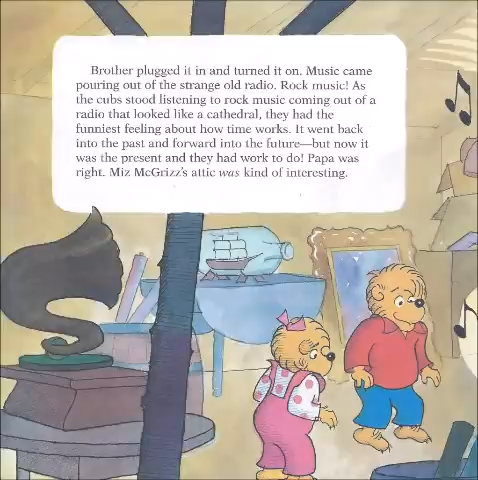 Brother plugged it in and turned it on. Music came
pouring out of the strange old radio. Rock music! As
the cubs stood listening to rock music coming out of a
radio that looked like a cathedral, they had the
funniest feeling about how time works. It went back
into the past and forward into the future—but now it
was the present and they had work to do! Papa was
right. Miz McGrizz's attic was kind of interesting.